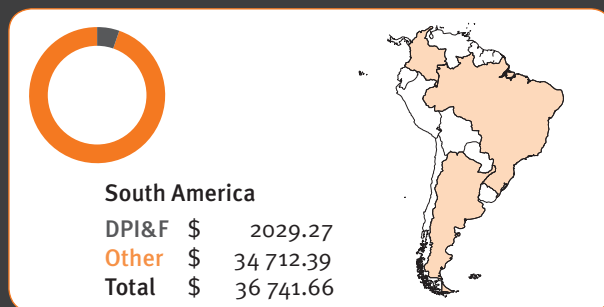 South America
DPI&F $ 2029.27
Other $ 34 712.39
Total $ 36 741.66